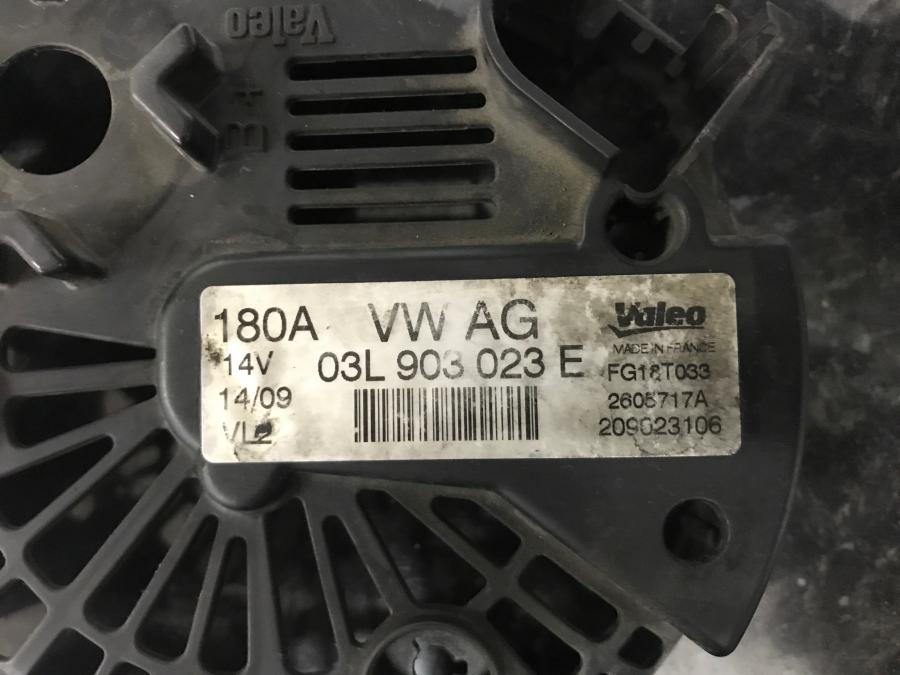 Valeo
B+
180A VW AG Valeo
MADE IN FRANCE
14V 03L 903 023 E FG18T033
14/09 2605717A
VL2 209023106